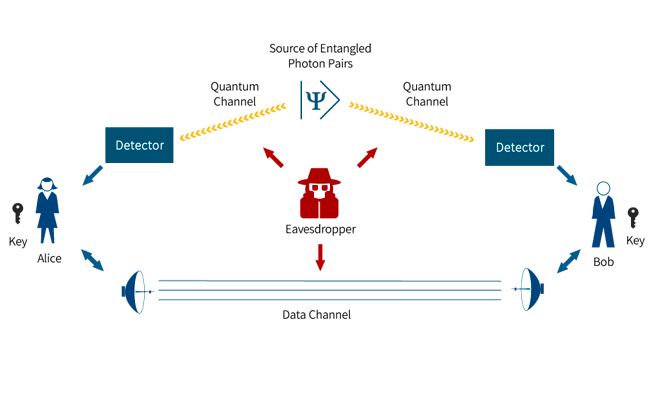 Source of Entangled
Photon Pairs
Quantum
Channel
Quantum
Channel
Ψ
Detector
Detector
Key
Alice
Eavesdropper
Key
Bob
Data Channel